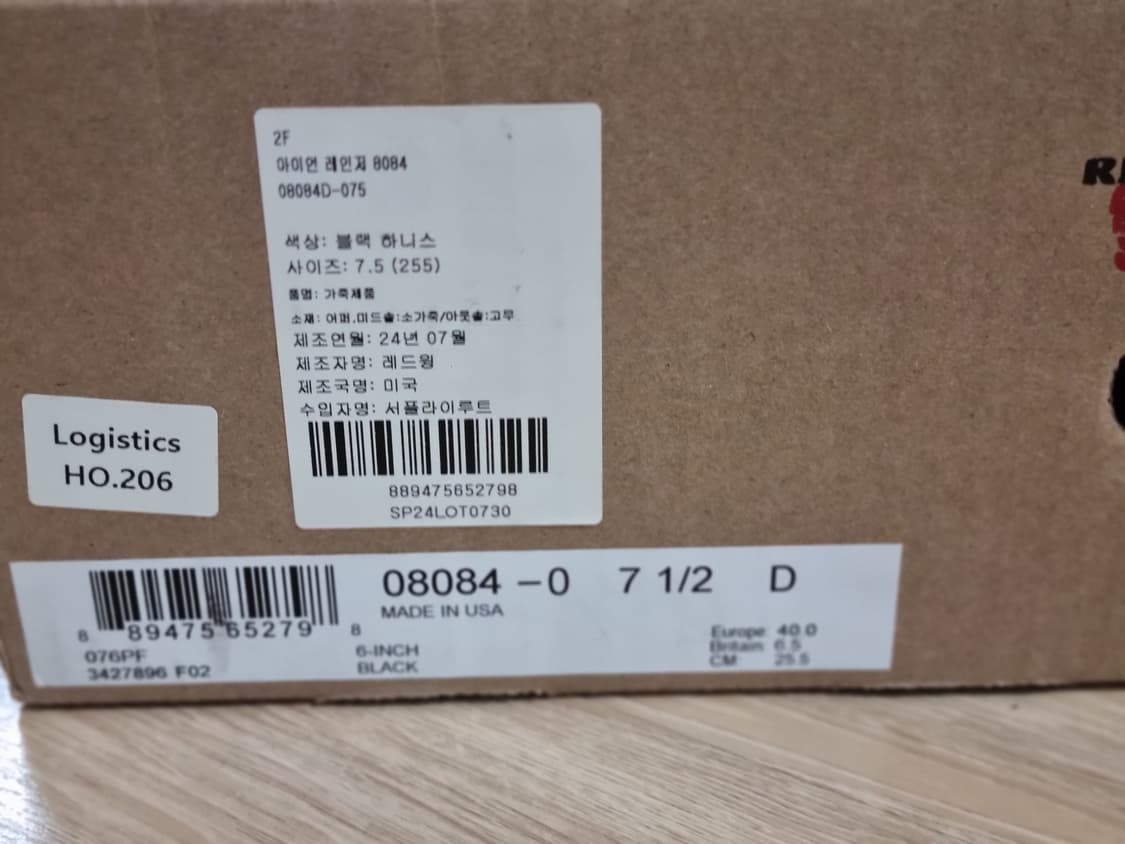 2F
아이언 레인저 8084
08084D-075
색상: 블랙 하니스
사이즈: 7.5 (255)
품명: 가죽제품
소재: 어퍼,미드솔:소가죽/아웃솔:고무
제조연월: 24년 07월
제조자명: 레드윙
제조국명: 미국
수입자명: 서플라이루트
889475652798
SP24LOT0730
Logistics
HO.206
08084 -0 7 1/2 D
MADE IN USA
8 89475 65279 8
076PF
3427896 F02
6-INCH
BLACK
Europe 40.0
Britain 6.5
CM 25.5